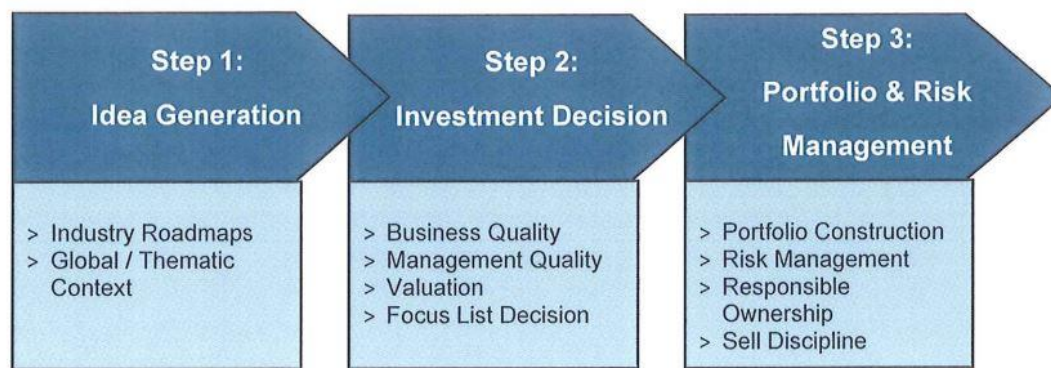 Step 1:
Idea Generation
> Industry Roadmaps
> Global / Thematic
Context
Step 2:
Investment Decision
> Business Quality
> Management Quality
> Valuation
> Focus List Decision
Step 3:
Portfolio & Risk
Management
> Portfolio Construction
> Risk Management
> Responsible
Ownership
> Sell Discipline